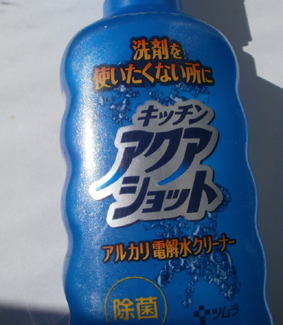 洗剤を
使いたくない所に
キッチン
アクア
ショット
アルカリ電解水クリーナー
除菌
ツムラ